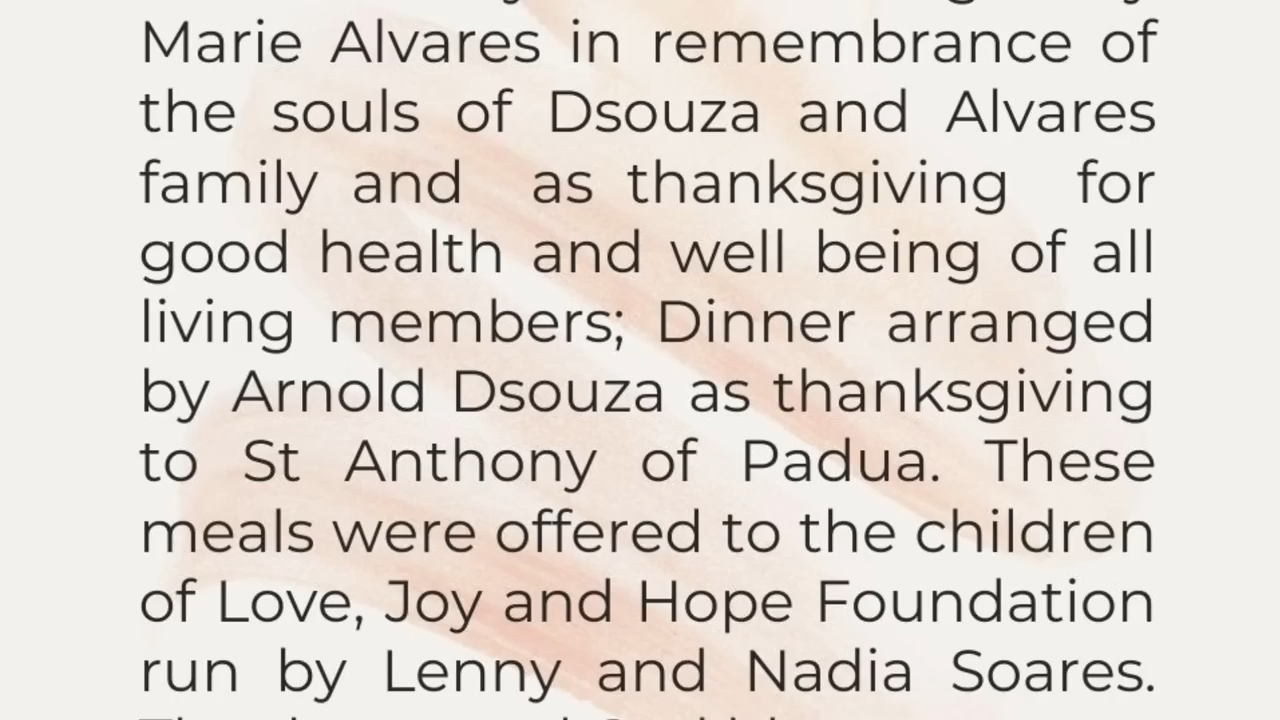 Marie Alvares in remembrance of
the souls of Dsouza and Alvares
family and as thanksgiving for
good health and well being of all
living members; Dinner arranged
by Arnold Dsouza as thanksgiving
to St Anthony of Padua. These
meals were offered to the children
of Love, Joy and Hope Foundation
run by Lenny and Nadia Soares.